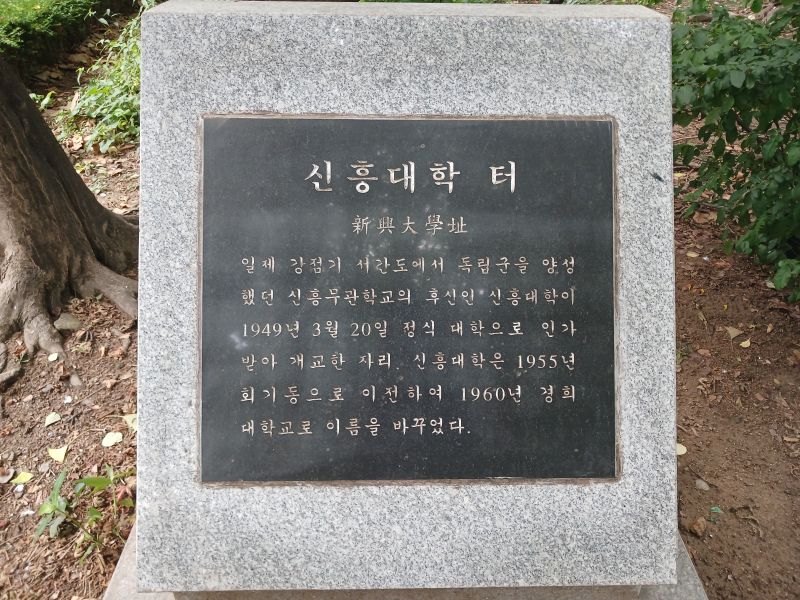 신흥대학 터
新興大學址
일제 강점기 서간도에서 독립군을 양성
했던 신흥무관학교의 후신인 신흥대학이
1949년 3월 20일 정식 대학으로 인가
받아 개교한 자리. 신흥대학은 1955년
회기동으로 이전하여 1960년 경희
대학교로 이름을 바꾸었다.